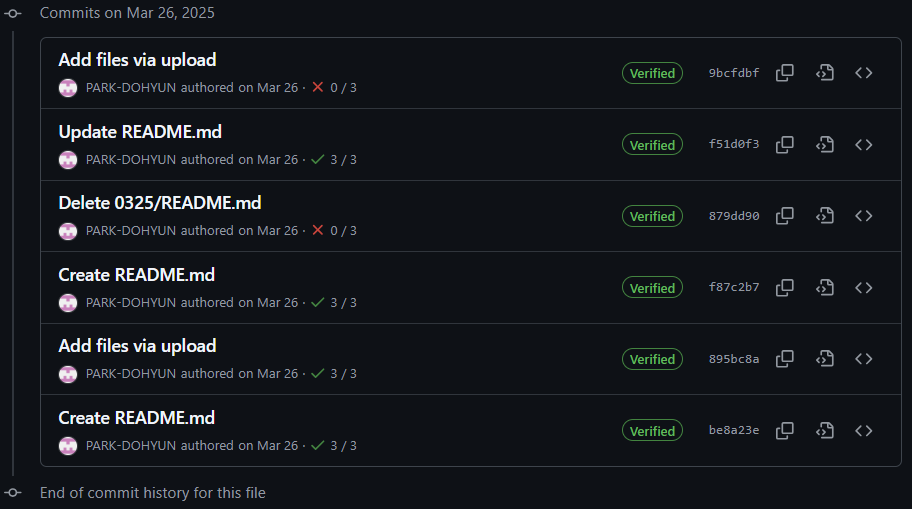 Commits on Mar 26, 2025
Add files via upload
PARK-DOHYUN authored on Mar 26 · 0 / 3
Verified
9bcfdbf
Update README.md
PARK-DOHYUN authored on Mar 26 · 3 / 3
Verified
f51d0f3
Delete 0325/README.md
PARK-DOHYUN authored on Mar 26 · 0 / 3
Verified
879dd90
Create README.md
PARK-DOHYUN authored on Mar 26 · 3 / 3
Verified
f87c2b7
Add files via upload
PARK-DOHYUN authored on Mar 26 · 3 / 3
Verified
895bc8a
Create README.md
PARK-DOHYUN authored on Mar 26 · 3 / 3
Verified
be8a23e
End of commit history for this file